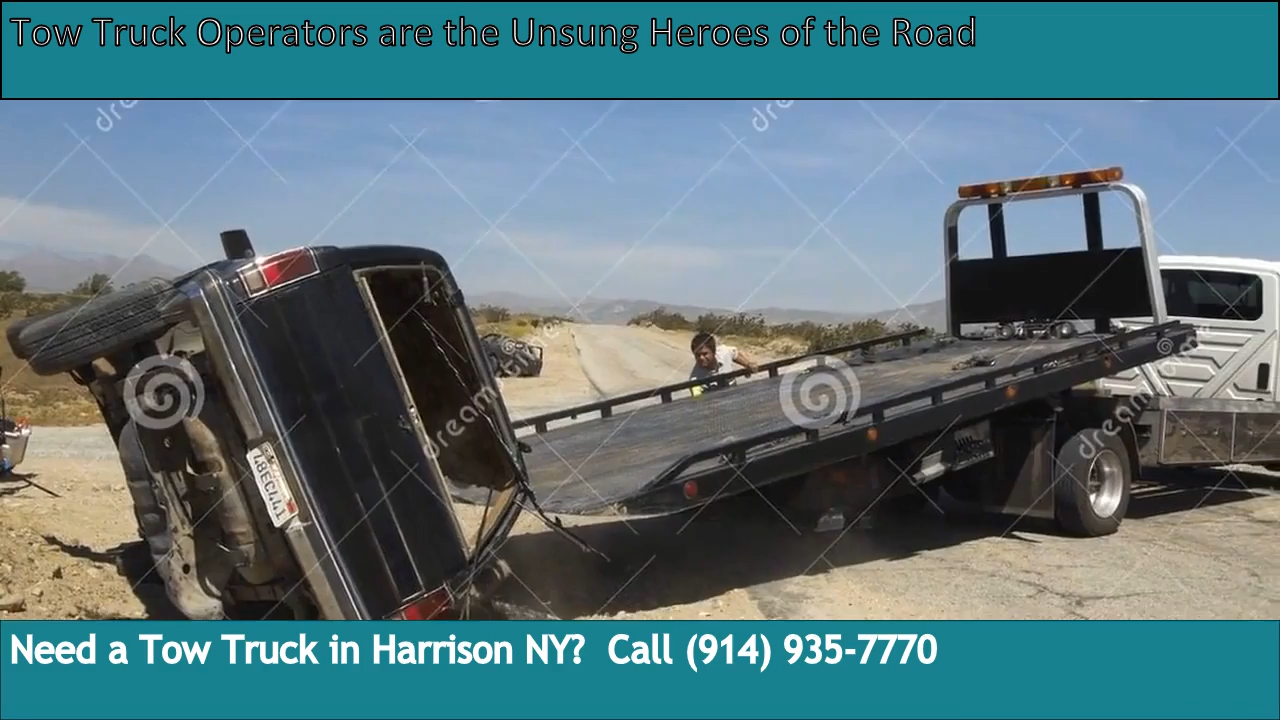 Tow Truck Operators are the Unsung Heroes of the Road
dreamstime
Need a Tow Truck in Harrison NY?  Call (914) 935-7770